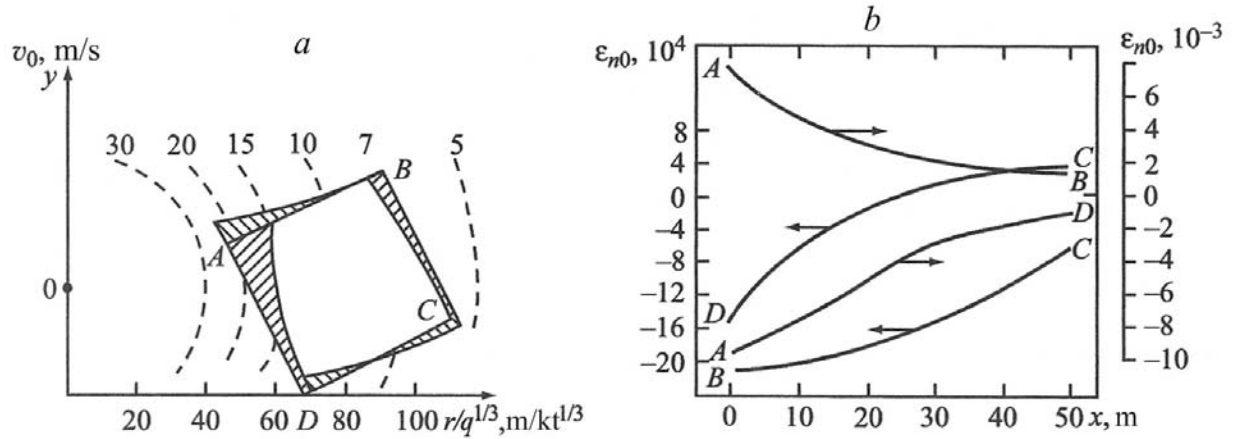 a
v₀, m/s
y
30 20 15 10 7 5
B
A
0
C
20 40 60 D 80 100 r/q^{1/3}, m/kt^{1/3}
b
εₙ₀, 10⁴
εₙ₀, 10⁻³
A
8
4
0
−4
−8
−12
−16
−20
6
4
2
0
−2
−4
−6
−8
−10
C
B
D
C
D
A
B
0 10 20 30 40 50 x, m